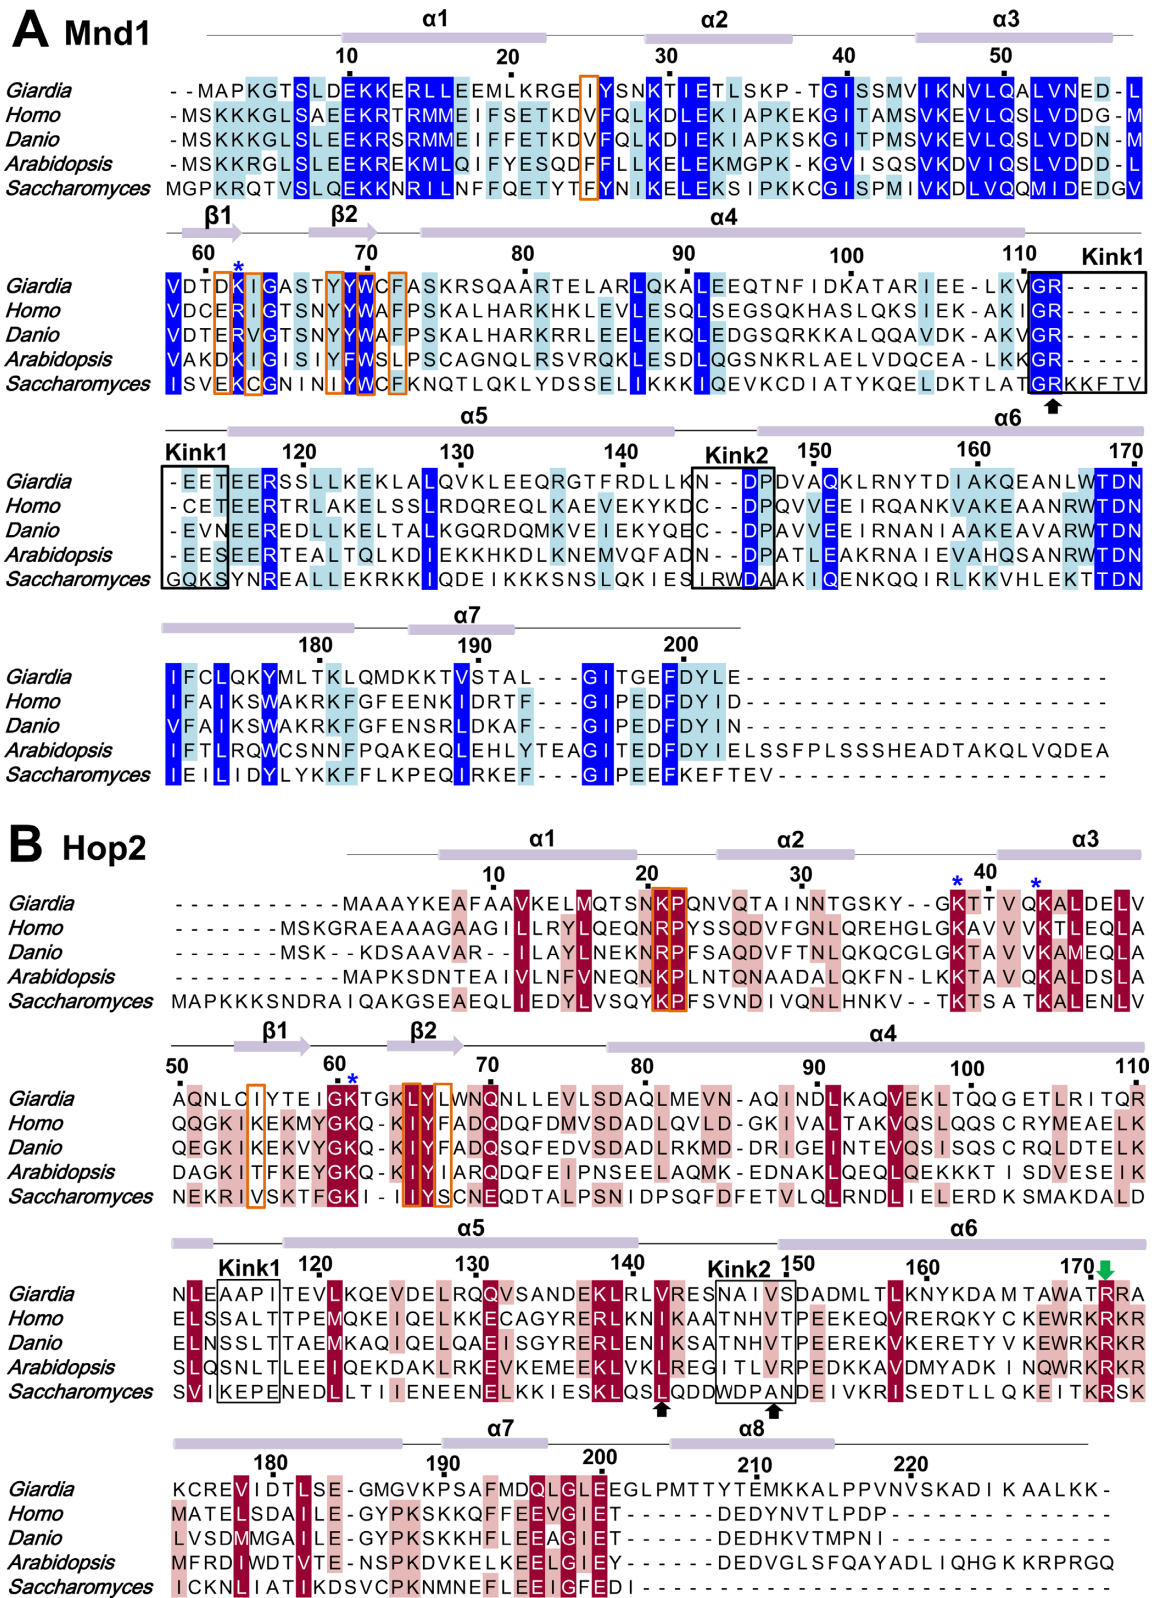 A Mnd1
α1 α2 α3
10 20 30 40 50
Giardia --MAPKGTSLDEKKERLLEEMLKRGEIYSNKTIETLSKP-TGISSMVIKNVLQALVNED-L
Homo -MSKKKGLSAEEKRTRMMEIFSETKDVFQLKDLEKIAPKEKGITAMSVKEVLQSLVDDG-M
Danio -MSKKKGLSLEEKRSRMMEIFFETKDVFQLKDIEKIAPKSKGITPMTVKEVLQSLVDDN-M
Arabidopsis -MSKKRGLSLEEKREKMLQIFYESQDFFLLKELEKMGPK-KGVISQSVKDVIQSLVDDD-L
Saccharomyces MGPKRQTVSLQEKKNRILNFFQETYTFYNIKELEKSIPKKCGISPMIVKDLVQQMIDEDGV
β1 β2 α4
60 * 70 80 90 100 110 Kink1
Giardia VDTDKIGASTYYWCFASKRSQAARTELARLQKALEEQTNFIDKATARIEE-LKVGR-----
Homo VDCERIGTSNYYWAFPSKALHARKHKLEVLESQLSEGSQKHASLQKSIEK-AKIGR-----
Danio VDTERVGTSNYYWAFPSKALHARKRRLEELEKQLEDGSQRKKALQQAVDK-AKVGR-----
Arabidopsis VAKDKIGISIYFWSLPSCAGNQLRSVRQKLESDLQGSNKRLAELVDQCEA-LKKGR-----
Saccharomyces ISVEKCGNINIYWCFKNQTLQKLYDSSELIKKKIQEVKCDIATYKQELDKTLATGRKKFTV
α5 α6
Kink1 120 130 140 Kink2 150 160 170
Giardia -EETEERSSLLKEKLALQVKLEEQRGTFRDLLKN--DPDVAQKLRNYTDIAKQEANLWTDN
Homo -CETEERTRLAKELSSLRDQREQLKAEVEKYKDC--DPQVVEEIRQANKVAKEAANRWTDN
Danio -EVNEEREDLLKELTALKGQRDQMKVEIEKYQEC--DPAVVEEIRNANIAAKEAVARWTDN
Arabidopsis -EESEERTEALTQLKDIEKKHKDLKNEMVQFADN--DPATLEAKRNAIEVAHQSANRWTDN
Saccharomyces GQKSYNREALLEKRKKIQDEIKKKSNSLQKIESIRWDAAKIQENKQQIRLKKVHLEKTTDN
α7
180 190 200
Giardia IFCLQKYMLTKLQMDKKTVSTAL---GITGEFDYLE-----------------------
Homo IFAIKSWAKRKFGFEENKIDRTF---GIPEDFDYID-----------------------
Danio VFAIKSWAKRKFGFENSRLDKAF---GIPEDFDYIN-----------------------
Arabidopsis IFTLRQWCSNNFPQAKEQLEHLYTEAGITEDFDYIELSSFPLSSSHEADTAKQLVQDEA
Saccharomyces IEILIDYLYKKFFLKPEQIRKEF---GIPEEFKEFTEV---------------------
B Hop2
α1 α2 α3
10 20 30 * 40 *
Giardia -----------MAAAYKEAFAAVKELMQTSNKPQNVQTAINNTGSKY--GKTTVQKALDELV
Homo -------MSKGRAEAAAGAAGILLRYLQEQNRPYSSQDVFGNLQREHGLGKAVVVKTLEQLA
Danio -------MSK--KDSAAVAR-ILAYLNEKNRPFSAQDVFTNLQKQCGLGKTAVVKAMEQLA
Arabidopsis -----------MAPKSDNTEAIVLNFVNEQNKPLNTQNAADALQKFN-LKKTAVQKALDSLA
Saccharomyces MAPKKKSNDRAIQAKGSEAEQLIEDYLVSQYKPFSVNDIVQNLHNKV--TKTSATKALENLV
β1 β2 α4
50 60 * 70 80 90 100 110
Giardia AQNLCIYTEIGKTGKLYLWNQNLLEVLSDAQLMEVN-AQINDLKAQVEKLTQQGETLRITQR
Homo QQGKIKEKMYGKQ-KIYFADQDQFDMVSDADLQVLD-GKIVALTAKVQSLQQSCRYMEAELK
Danio QEGKIKEKVYGKQ-KIYFADQSQFEDVSDADLRKMD-DRIGEINTEVQSISQSCRQLDTELK
Arabidopsis DAGKITFKEYGKQ-KIYIARQDQFEIPNSEELAQMK-EDNAKLQEQLQEKKKTISDVESEIK
Saccharomyces NEKRIVSKTFGKI-IIYSCNEQDTALPSNIDPSQFDFETVLQLRNDLIELERDKSMAKDALD
α5 α6
Kink1 120 130 140 Kink2 150 160 170
Giardia NLEAAPITEVLKQEVDELRQQVSANDEKLRLVRESNAIVSDADMLTLKNYKDAMTAWATRRA
Homo ELSSALTTPEMQKEIQELKKECAGYRERLKNIKAATNHVTPEEKEQVRERQKYCKEWRKRKR
Danio ELNSSLTTAEMKAQIQELQAEISGYRERLENIKSATNHVTPEEREKVKERETYVKEWRKRKR
Arabidopsis SLQSNLTLEEIQEKDAKLRKEVKEMEEKLVKLREGITLVRPEDKKAVDMYADKINQWRKRKR
Saccharomyces SVIKEPENEDLLTIIENEENELKKIESKLQSLQDDWDPANDEIVKRISEDTLLQKEITKRSK
α7 α8
180 190 200 210 220
Giardia KCREVIDTLSE-GMGVKPSAFMDQLGLEEGLPMTTYTEMKKALPPVNVSKADIKAALKK-
Homo MATELSDAILE-GYPKSKKQFFEEVGIET------DEDYNVTLPDP--------------
Danio LVSDMMGAILE-GYPKSKKHFLEEAGIET------DEDHKVTMPNI--------------
Arabidopsis MFRDIWDTVTE-NSPKDVKELKEELGIEY------DEDVGLSFQAYADLIQHGKKRPRGQ
Saccharomyces ICKNLIATIKDSVCPKNMNEFLEEIGFEDI------------------------------